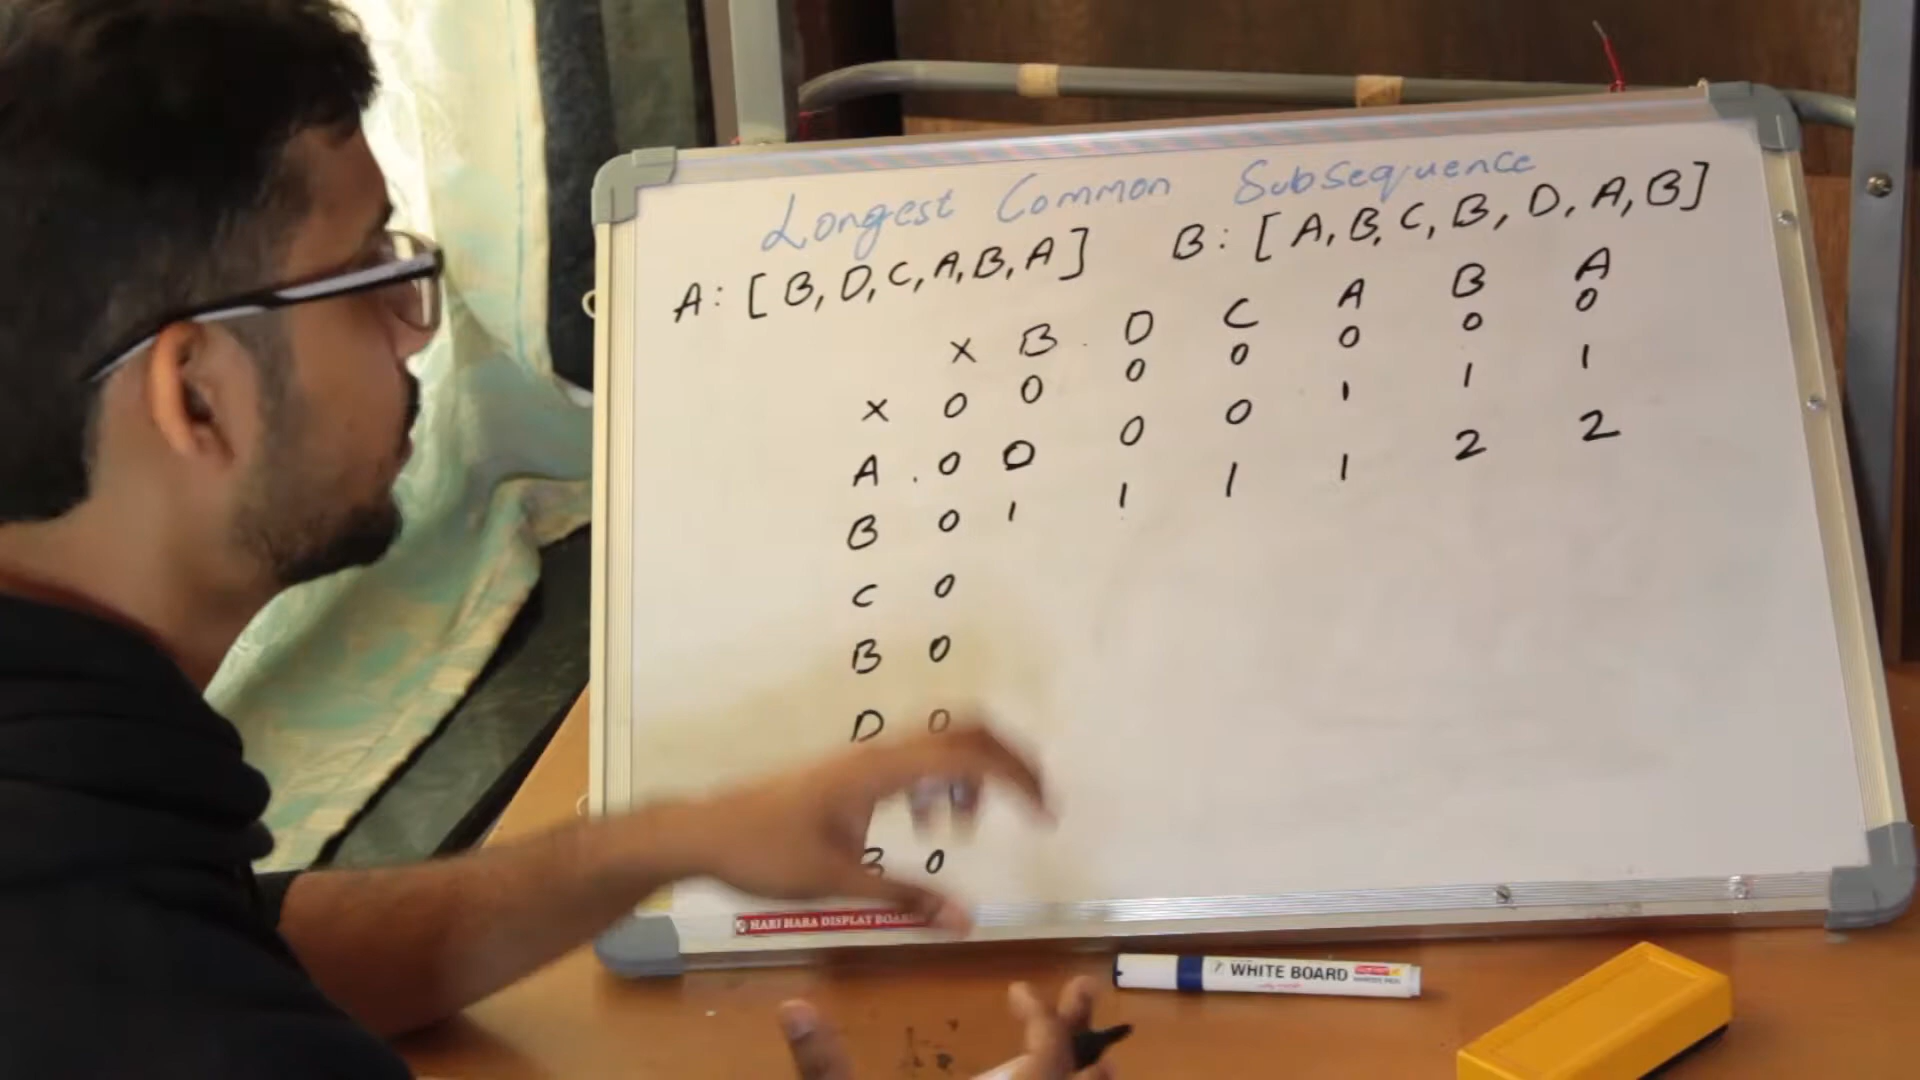 Longest Common Subsequence
A: [B, D, C, A, B, A] B: [A, B, C, B, D, A, B]
X B D C A B A
X 0 0 0 0 0 0 0
A 0 0 0 0 1 1 1
B 0 1 1 1 1 2 2
C 0
B 0
D 0
B 0
HARI HARA DISPLAY BOARD
WHITE BOARD